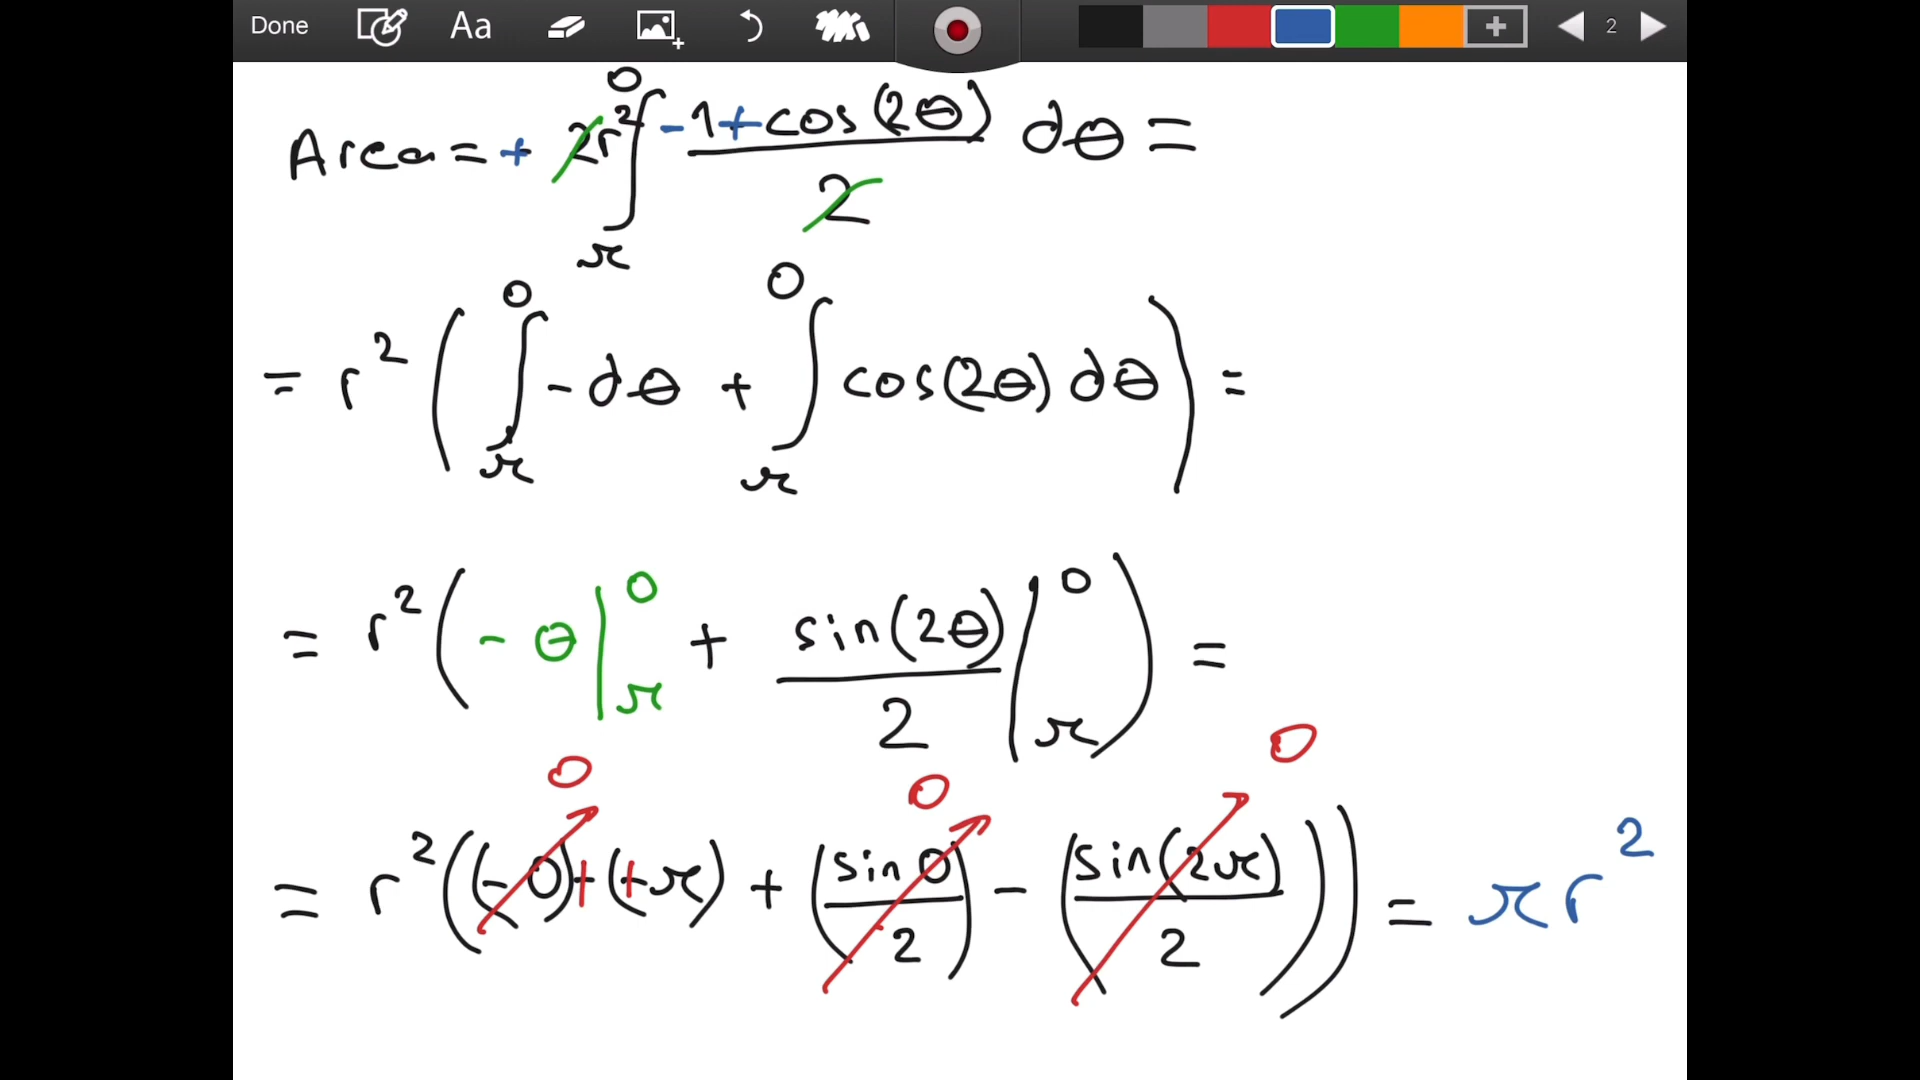 Done Aa 2
Area = + 2r² ∫_π^0 (-1+cos(2θ))/2 dθ =
= r² ( ∫_π^0 -dθ + ∫_π^0 cos(2θ) dθ ) =
= r² ( -θ |_π^0 + sin(2θ)/2 |_π^0 ) =
0 0 0
= r² ((-0)+(+π) + (sin 0/2) - (sin(2π)/2)) = πr²